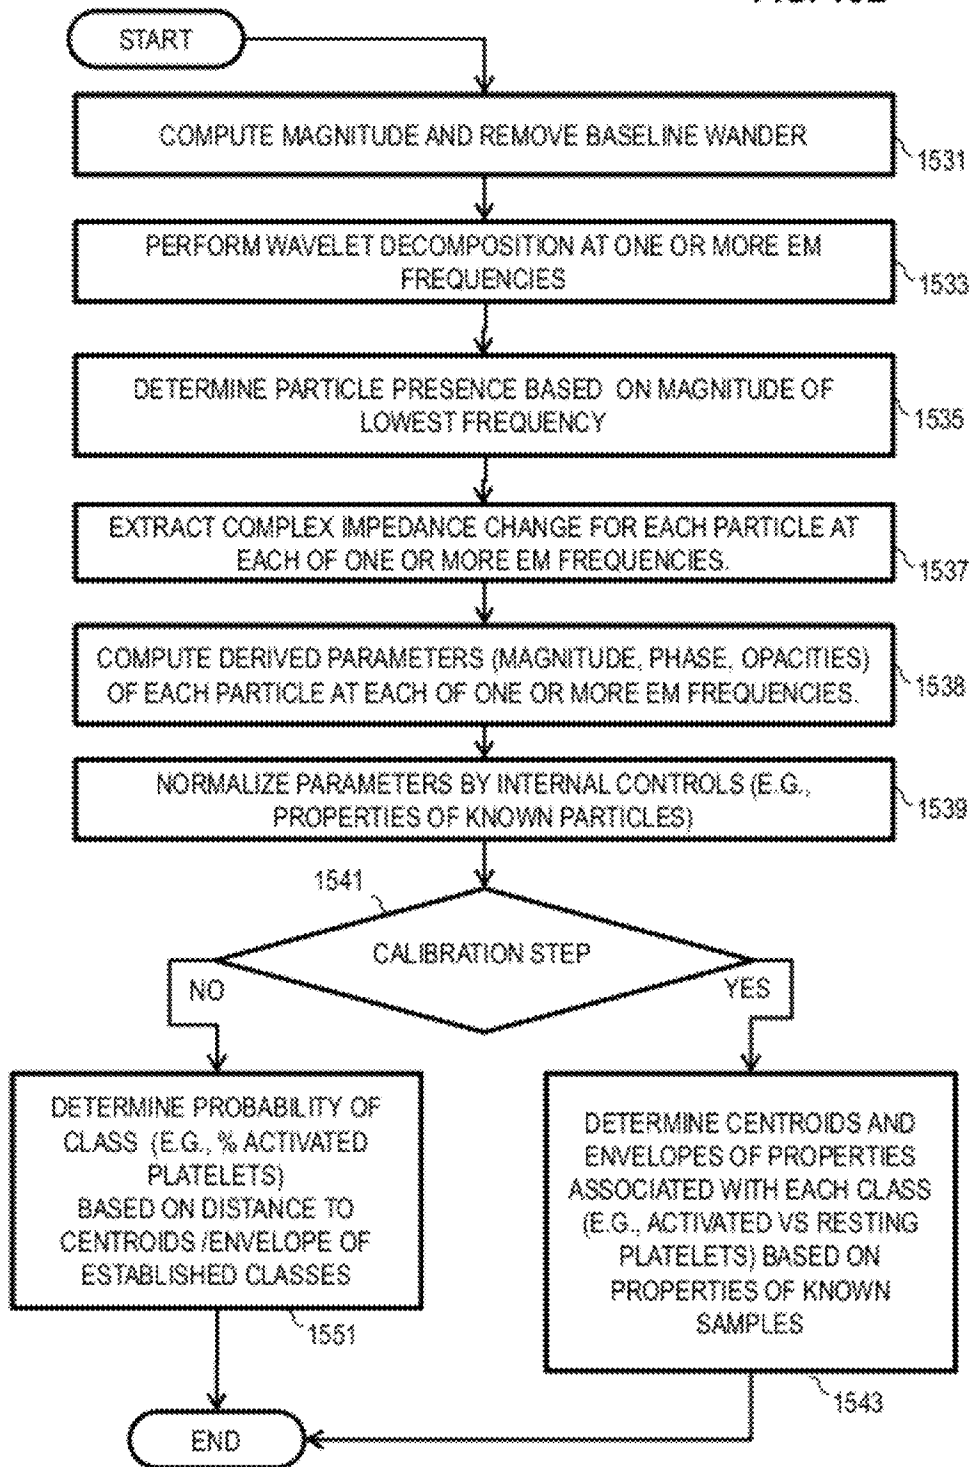 START
COMPUTE MAGNITUDE AND REMOVE BASELINE WANDER
1531
PERFORM WAVELET DECOMPOSITION AT ONE OR MORE EM
FREQUENCIES
1533
DETERMINE PARTICLE PRESENCE BASED ON MAGNITUDE OF
LOWEST FREQUENCY
1535
EXTRACT COMPLEX IMPEDANCE CHANGE FOR EACH PARTICLE AT
EACH OF ONE OR MORE EM FREQUENCIES.
1537
COMPUTE DERIVED PARAMETERS (MAGNITUDE, PHASE, OPACITIES)
OF EACH PARTICLE AT EACH OF ONE OR MORE EM FREQUENCIES.
1538
NORMALIZE PARAMETERS BY INTERNAL CONTROLS (E.G.,
PROPERTIES OF KNOWN PARTICLES)
1539
1541
CALIBRATION STEP
NO
YES
DETERMINE PROBABILITY OF
CLASS (E.G., % ACTIVATED
PLATELETS)
BASED ON DISTANCE TO
CENTROIDS /ENVELOPE OF
ESTABLISHED CLASSES
1551
DETERMINE CENTROIDS AND
ENVELOPES OF PROPERTIES
ASSOCIATED WITH EACH CLASS
(E.G., ACTIVATED VS RESTING
PLATELETS) BASED ON
PROPERTIES OF KNOWN
SAMPLES
1543
END